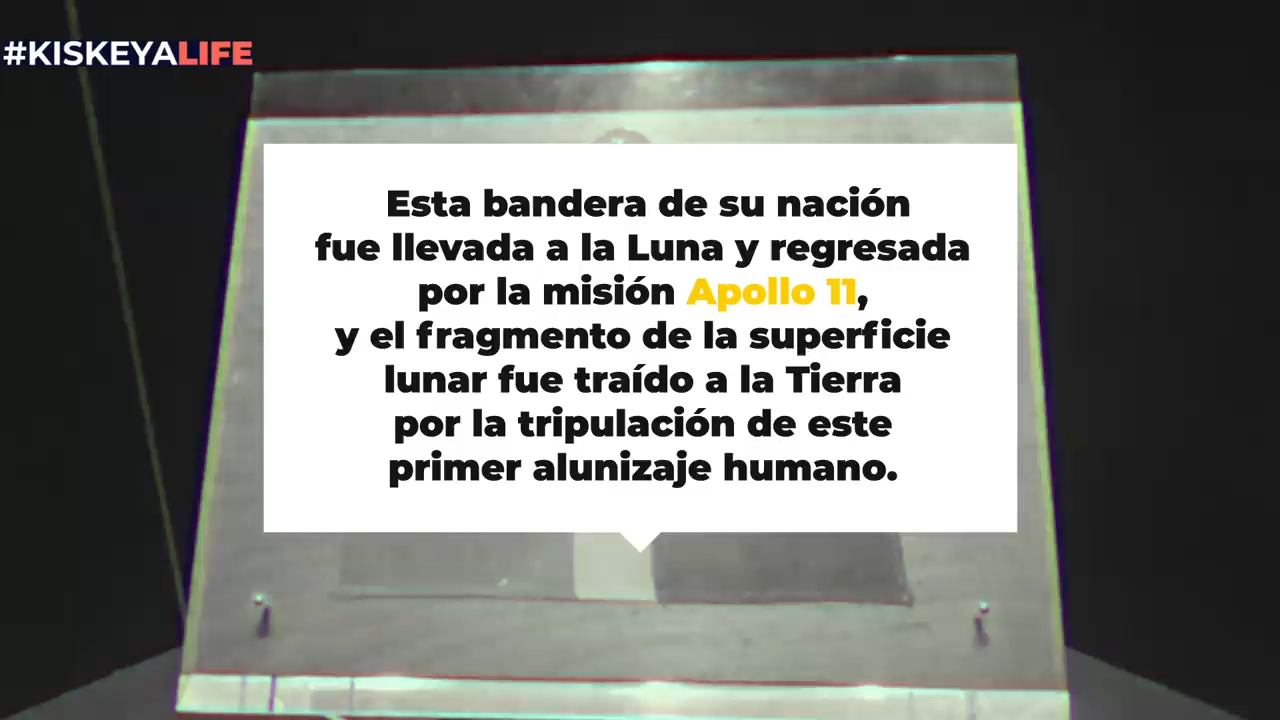 #KISKEYALIFE
Esta bandera de su nación
fue llevada a la Luna y regresada
por la misión Apollo 11,
y el fragmento de la superficie
lunar fue traído a la Tierra
por la tripulación de este
primer alunizaje humano.